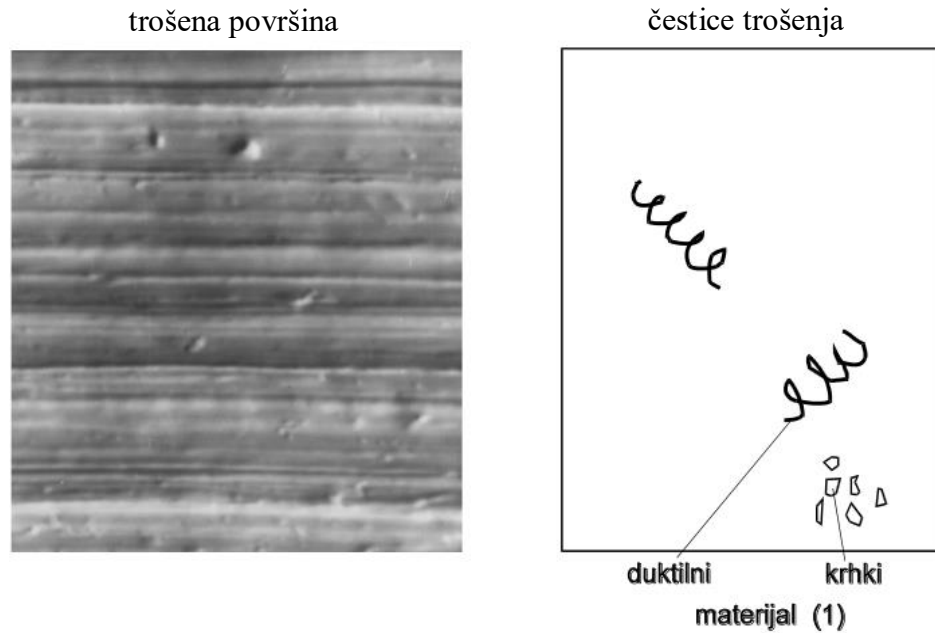 trošena površina
čestice trošenja
duktilni
krhki
materijal (1)